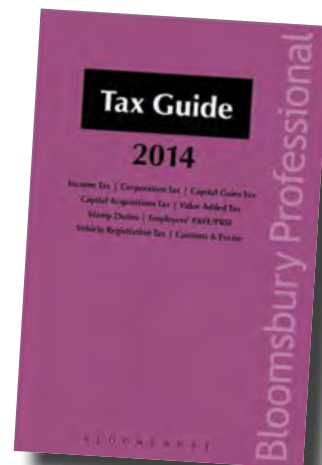 Tax Guide
2014
Income Tax | Corporation Tax | Capital Gains Tax
Capital Acquisitions Tax | Value Added Tax
Stamp Duties | Employers' PAYE/PRSI
Vehicle Registration Tax | Customs & Excise
BLOOMSBURY
Bloomsbury Professional